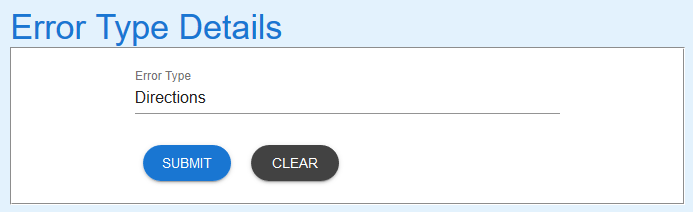 Error Type Details
Error Type
Directions
SUBMIT
CLEAR